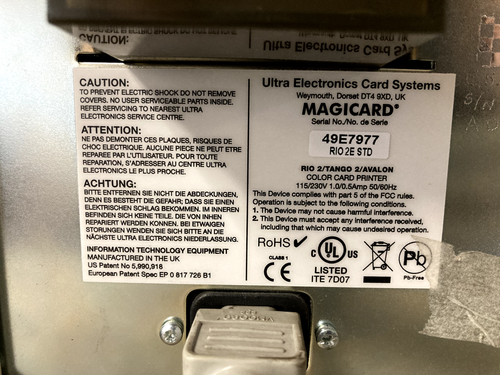 CAUTION:
Ultra Electronics Card Sy
CAUTION:
TO PREVENT ELECTRIC SHOCK DO NOT REMOVE
COVERS. NO USER SERVICEABLE PARTS INSIDE.
REFER SERVICING TO NEAREST ULTRA
ELECTRONICS SERVICE CENTRE.
ATTENTION:
NE PAS DEMONTER CES PLAQUES, RISQUES DE
CHOC ELECTRIQUE. AUCUNE PIECE NE PEUT ETRE
REPAREE PAR L'UTILISATEUR. POUR TOUTE
REPARATION, S'ADRESSER AU CENTRE ULTRA
ELECTRONICS LE PLUS PROCHE.
ACHTUNG:
BITTE ENTFERNEN SIE NICHT DIE ABDECKUNGEN,
DENN ES BESTEHT DIE GEFAHR; DASS SIE EINEN
ELEKTRISCHEN SCHLAG BEKOMMEN. IM INNEREN
BEFINDEN SICH KEINE TEILE, DIE VON IHNEN
REPARIERT WERDEN KONNEN. BEI ETWAIGEN
STORUNGEN WENDEN SIE SICH BITTE AN DIE
NÄCHSTE ULTRA ELECTRONICS NIEDERLASSUNG.
INFORMATION TECHNOLOGY EQUIPMENT
MANUFACTURED IN THE UK
US Patent No 5,990,918
European Patent Spec EP 0 817 726 B1
Ultra Electronics Card Systems
Weymouth, Dorset DT4 9XD, UK
MAGICARD®
Serial No./No. de Serie
49E7977
RIO 2E STD
RIO 2/TANGO 2/AVALON
COLOR CARD PRINTER
115/230V 1.0/0.5Amp 50/60Hz
This Device complies with part 5 of the FCC rules.
Operation is subject to the following conditions.
1. The Device may not cause harmful interference.
2. This Device must accept any interference received,
including that which may cause undesired operation.
RoHS ✓
CLASS 1
CE
c UL US
LISTED
ITE 7D07
Pb
Pb-Free